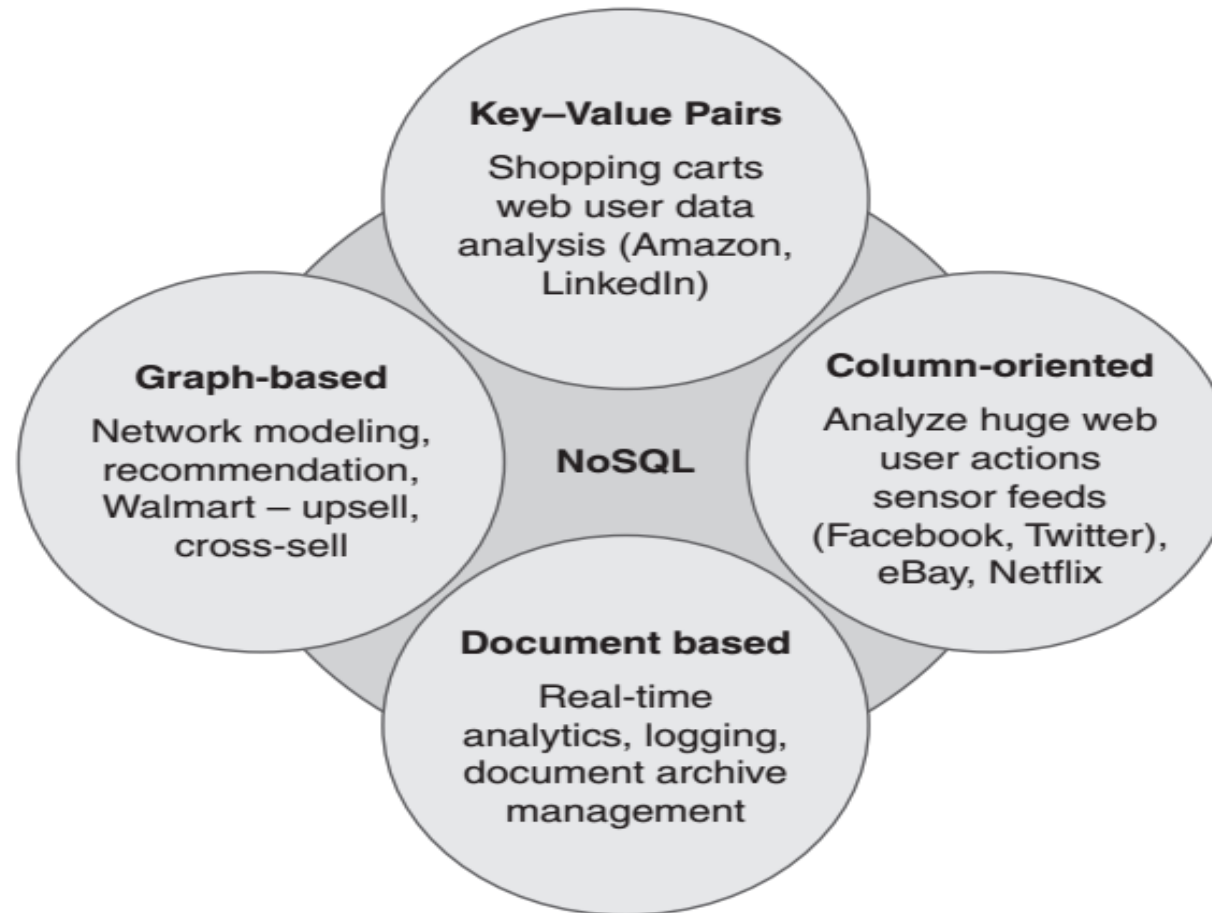 Key–Value Pairs
Shopping carts
web user data
analysis (Amazon,
LinkedIn)
Graph-based
Network modeling,
recommendation,
Walmart – upsell,
cross-sell
NoSQL
Column-oriented
Analyze huge web
user actions
sensor feeds
(Facebook, Twitter),
eBay, Netflix
Document based
Real-time
analytics, logging,
document archive
management